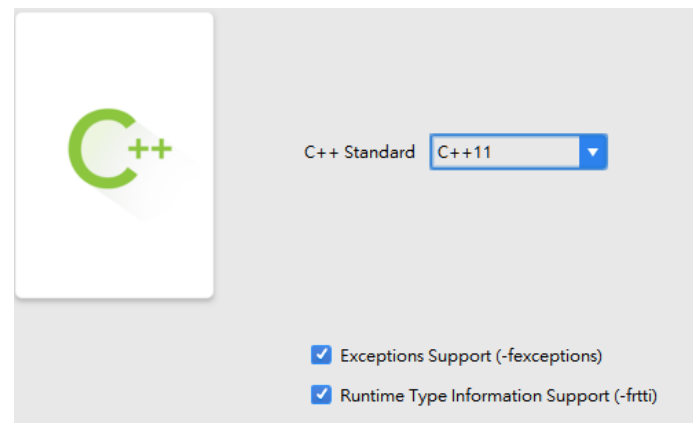 C++
C++ Standard C++11
Exceptions Support (-fexceptions)
Runtime Type Information Support (-frtti)